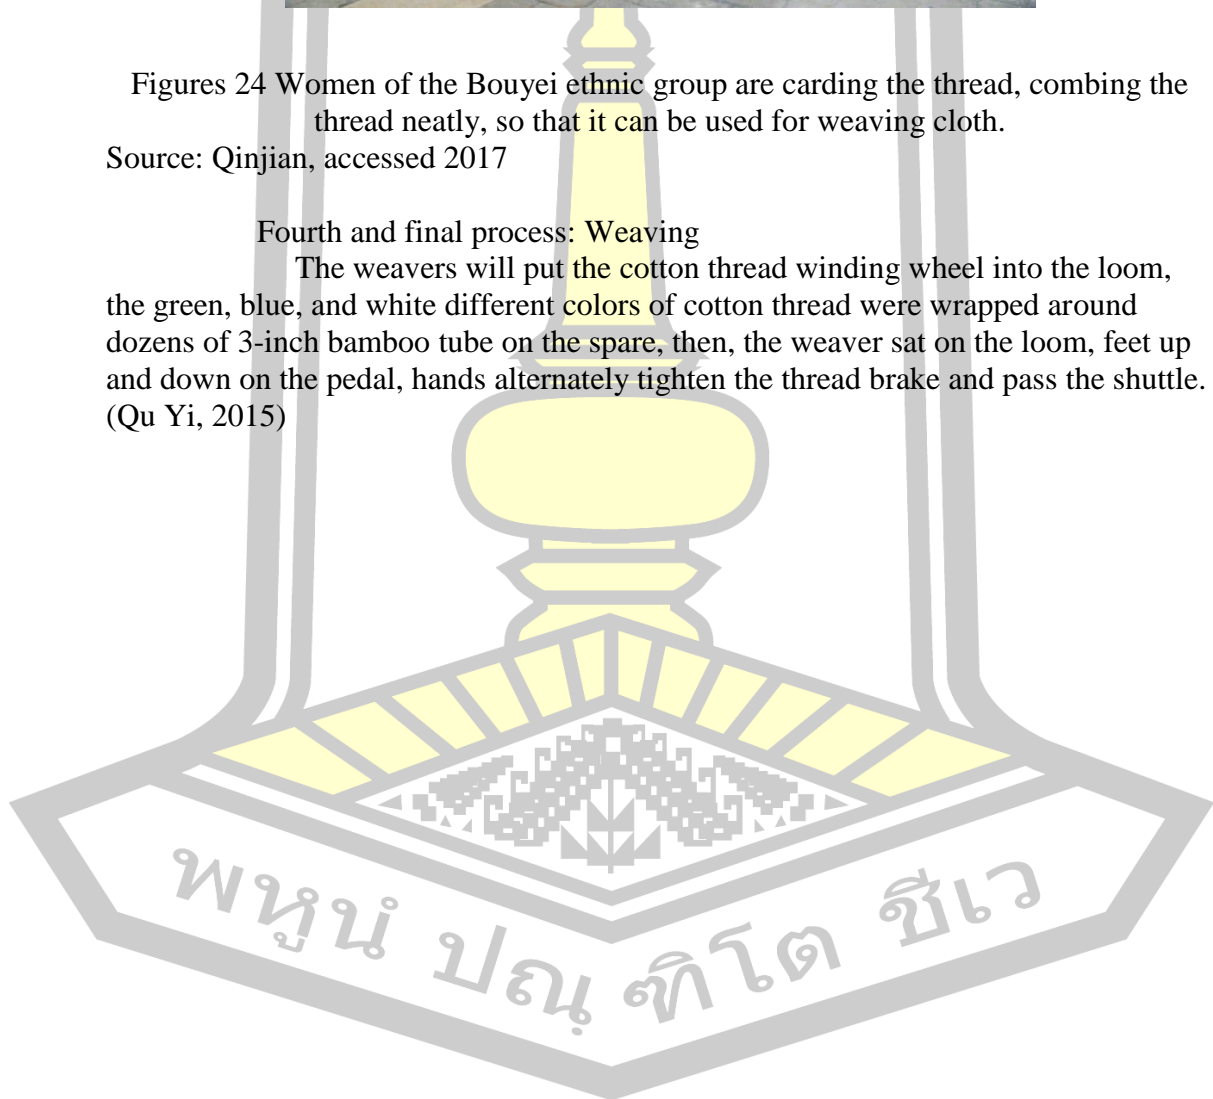 Figures 24 Women of the Bouyei ethnic group are carding the thread, combing the
thread neatly, so that it can be used for weaving cloth.
Source: Qinjian, accessed 2017
Fourth and final process: Weaving
The weavers will put the cotton thread winding wheel into the loom,
the green, blue, and white different colors of cotton thread were wrapped around
dozens of 3-inch bamboo tube on the spare, then, the weaver sat on the loom, feet up
and down on the pedal, hands alternately tighten the thread brake and pass the shuttle.
(Qu Yi, 2015)
พหูนํ ปณฺฑิโต ชีเว